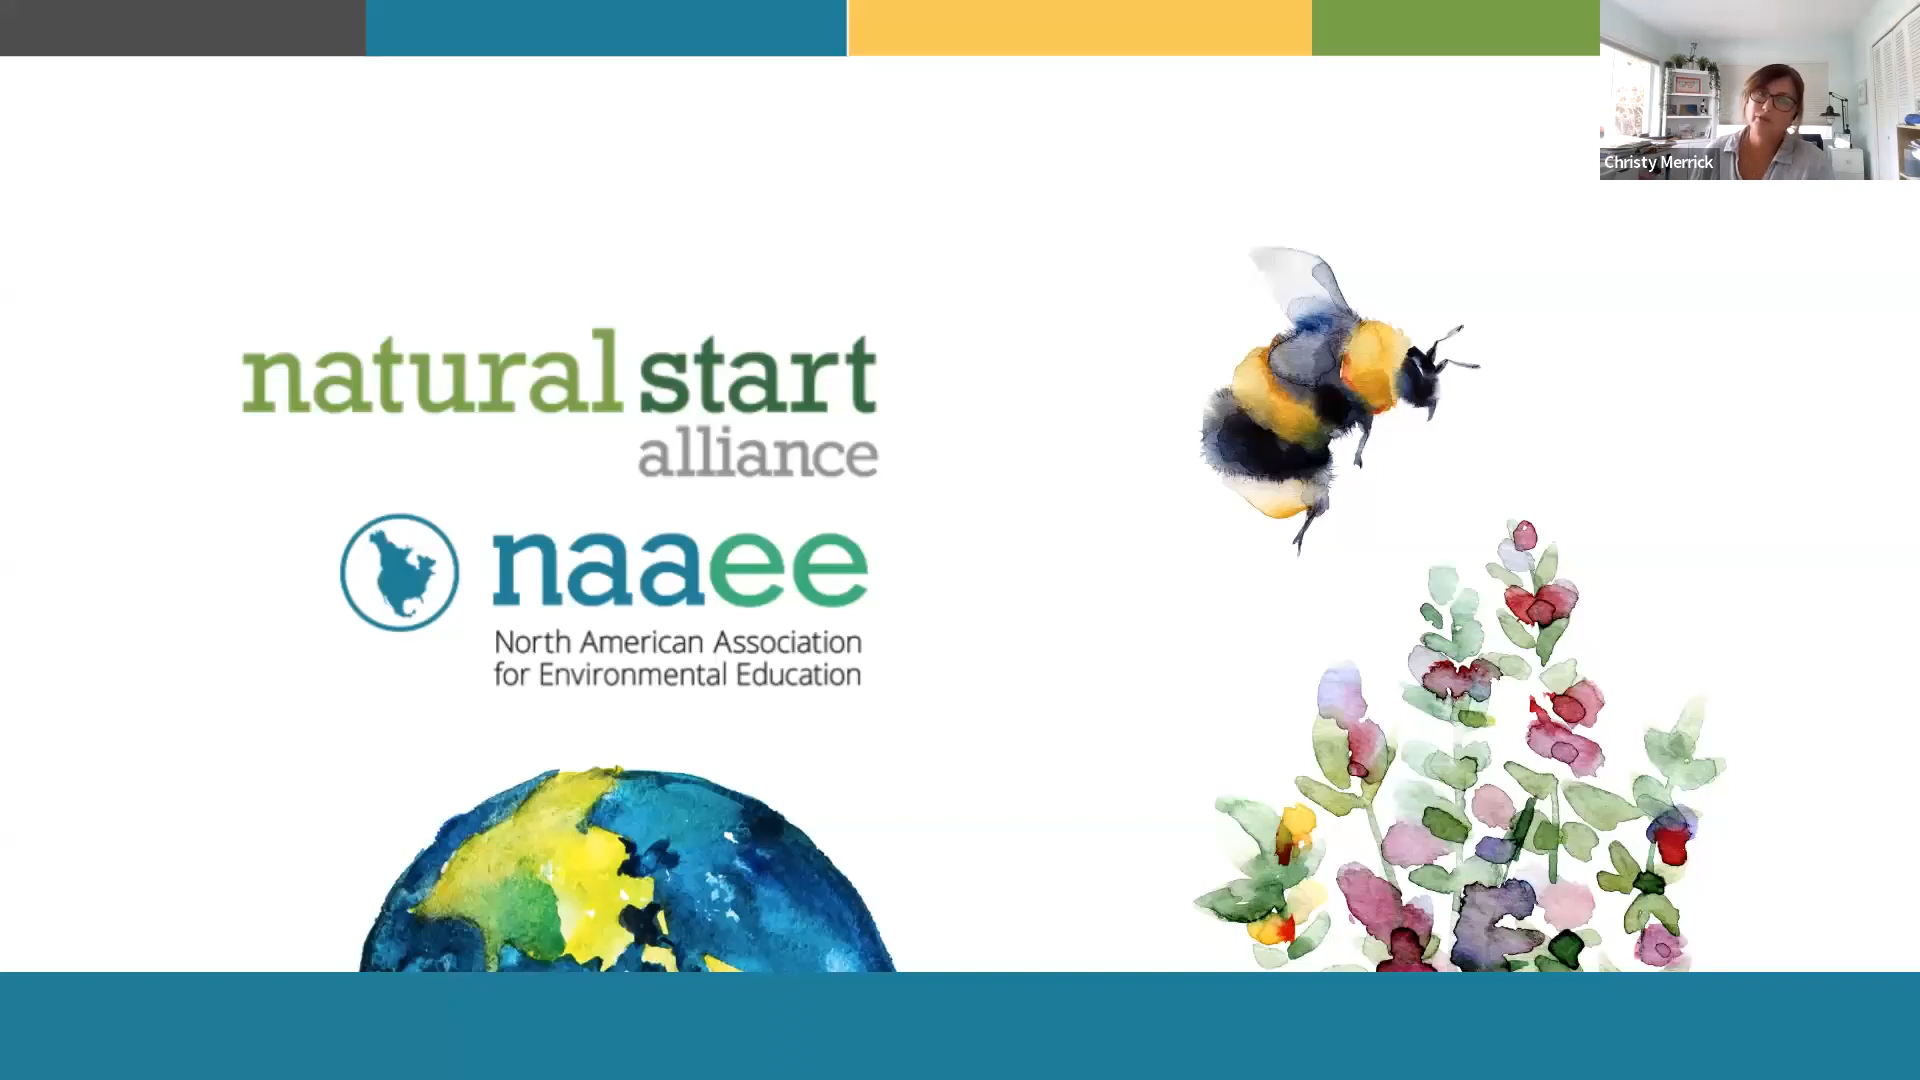 Christy Merrick
natural start
alliance
naaee
North American Association
for Environmental Education